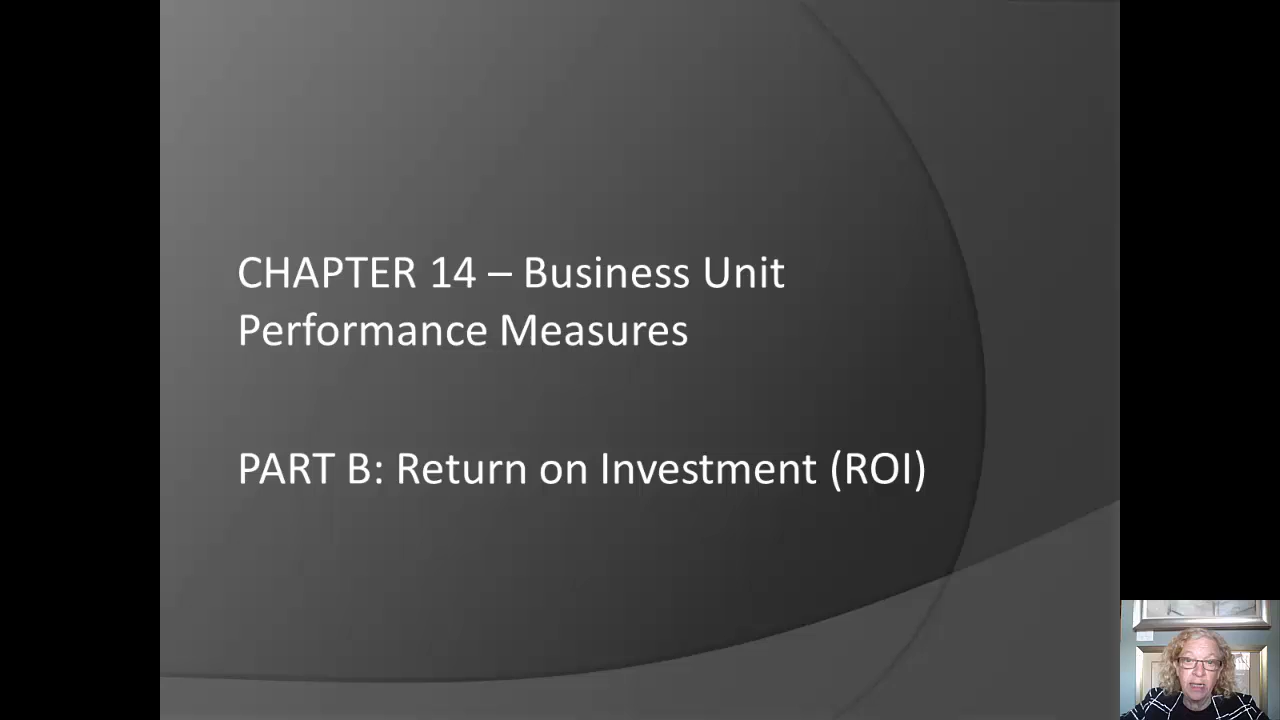 CHAPTER 14 – Business Unit
Performance Measures
PART B: Return on Investment (ROI)